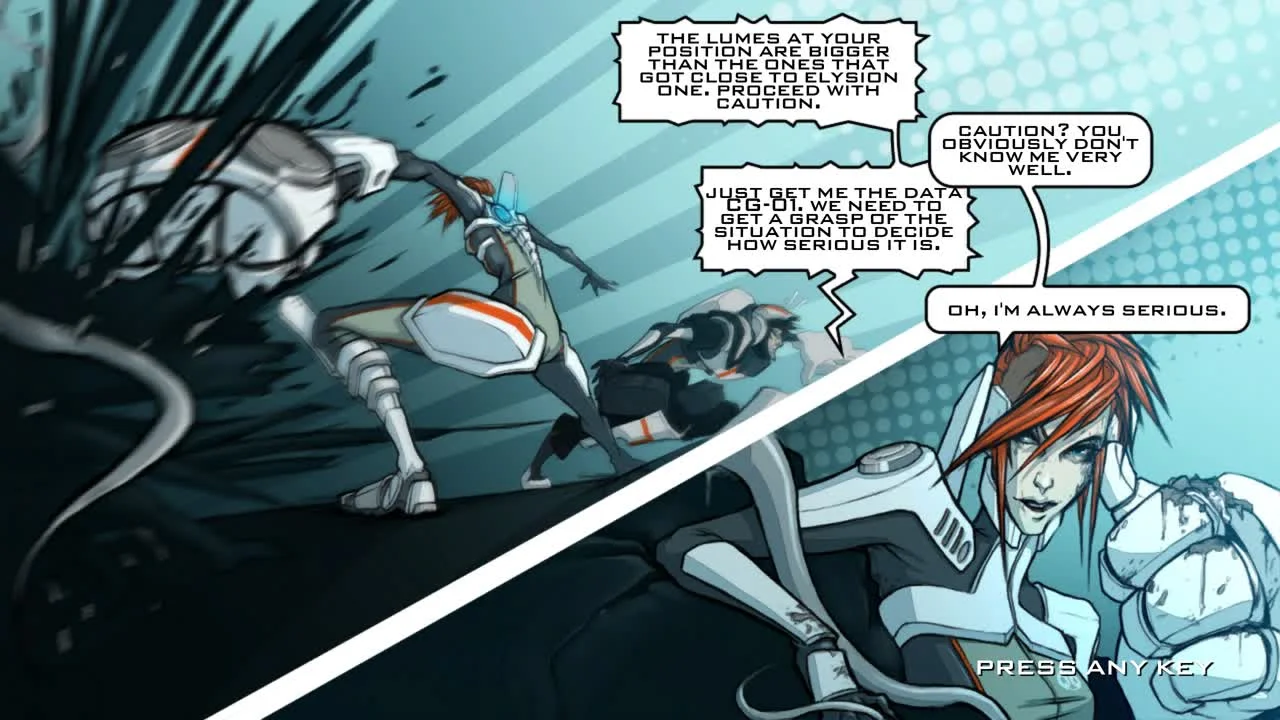 THE LUMES AT YOUR
POSITION ARE BIGGER
THAN THE ONES THAT
GOT CLOSE TO ELYSION
ONE. PROCEED WITH
CAUTION.
CAUTION? YOU
OBVIOUSLY DON'T
KNOW ME VERY
WELL.
JUST GET ME THE DATA
CG-01. WE NEED TO
GET A GRASP OF THE
SITUATION TO DECIDE
HOW SERIOUS IT IS.
OH, I'M ALWAYS SERIOUS.
PRESS ANY KEY